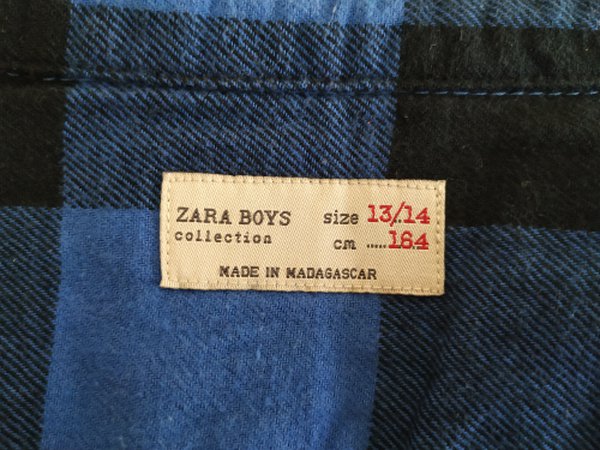 ZARA BOYS size 13/14
collection cm ..... 164
MADE IN MADAGASCAR